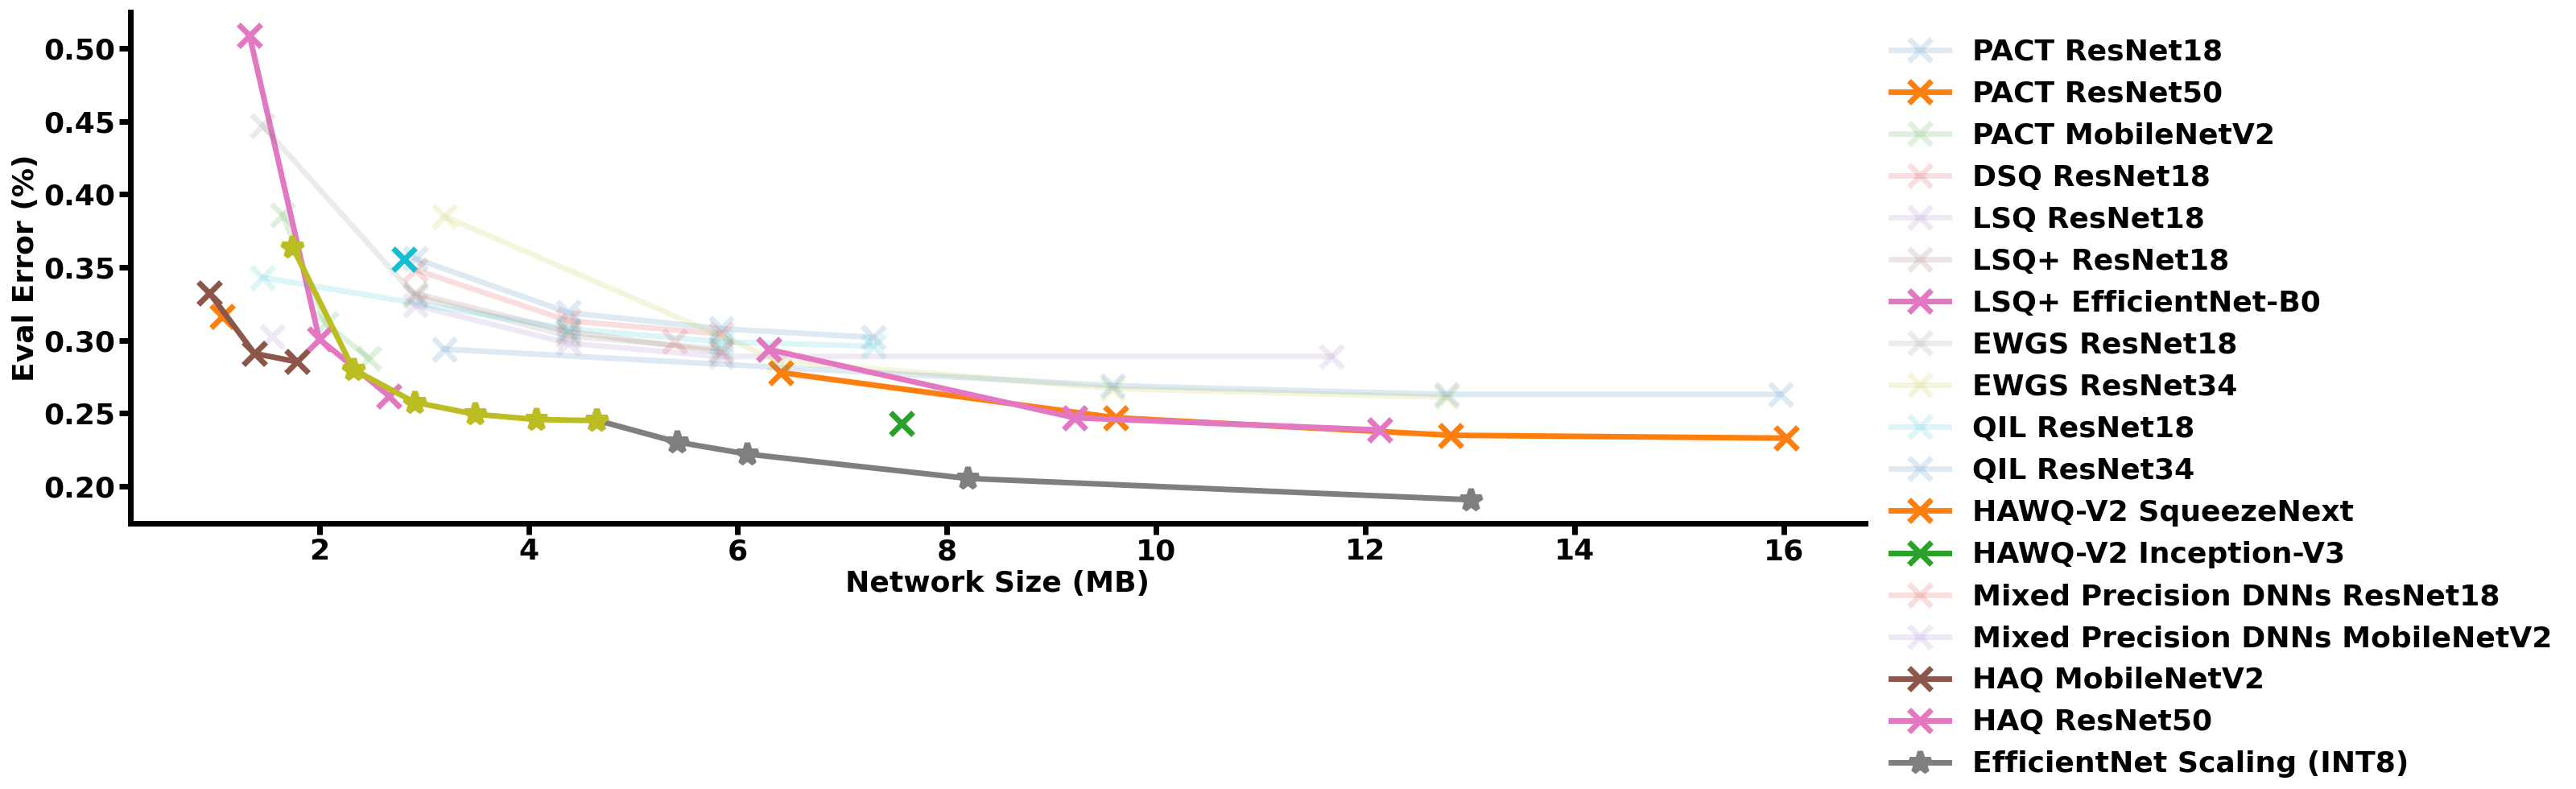 Eval Error (%)
0.50
0.45
0.40
0.35
0.30
0.25
0.20
2 4 6 8 10 12 14 16
Network Size (MB)
PACT ResNet18
PACT ResNet50
PACT MobileNetV2
DSQ ResNet18
LSQ ResNet18
LSQ+ ResNet18
LSQ+ EfficientNet-B0
EWGS ResNet18
EWGS ResNet34
QIL ResNet18
QIL ResNet34
HAWQ-V2 SqueezeNext
HAWQ-V2 Inception-V3
Mixed Precision DNNs ResNet18
Mixed Precision DNNs MobileNetV2
HAQ MobileNetV2
HAQ ResNet50
EfficientNet Scaling (INT8)